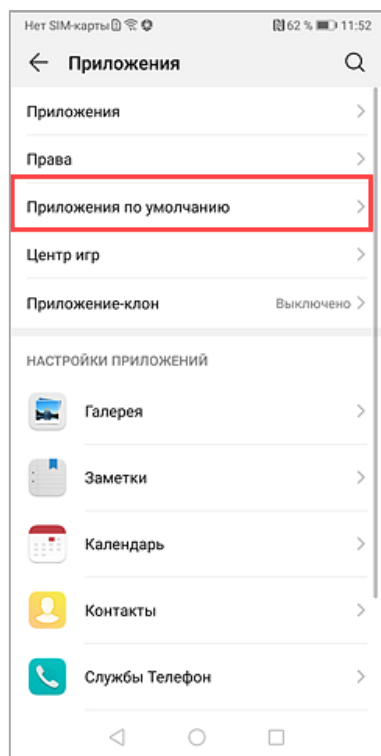 Нет SIM-карты 62 % 11:52
Приложения
Приложения
Права
Приложения по умолчанию
Центр игр
Приложение-клон Выключено
НАСТРОЙКИ ПРИЛОЖЕНИЙ
Галерея
Заметки
Календарь
Контакты
Службы Телефон